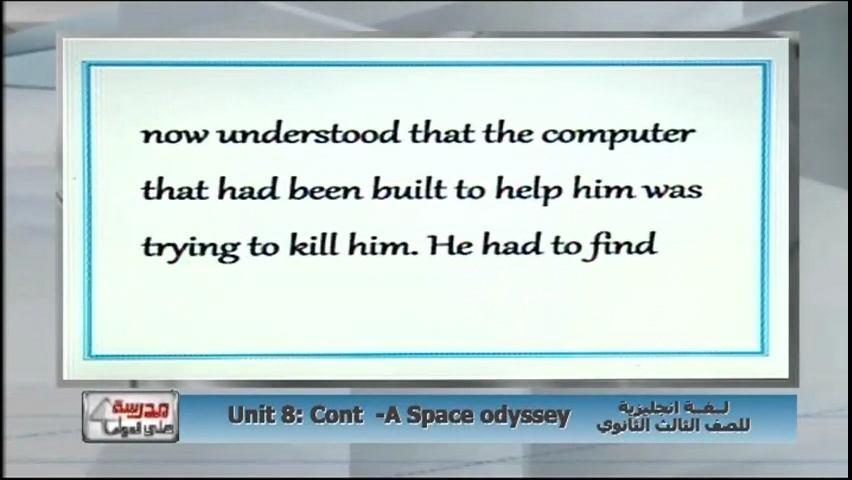 now understood that the computer
that had been built to help him was
trying to kill him. He had to find
مدرسة
على الهواء
Unit 8: Cont -A Space odyssey
لغة انجليزية
للصف الثالث الثانوي